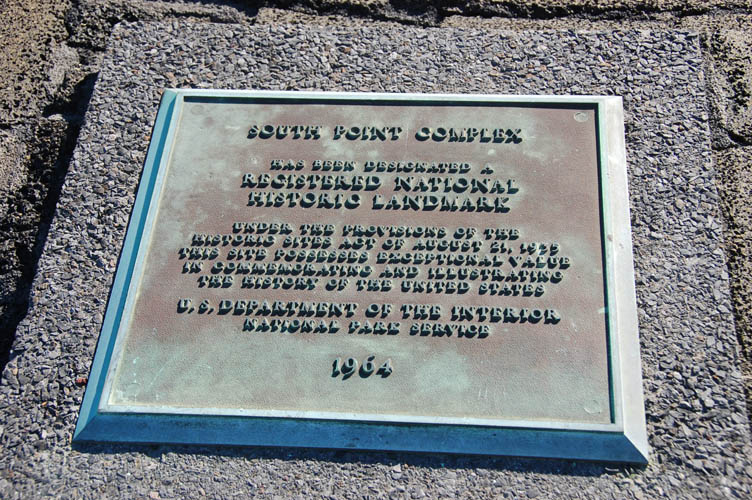 SOUTH POINT COMPLEX
HAS BEEN DESIGNATED A
REGISTERED NATIONAL
HISTORIC LANDMARK
UNDER THE PROVISIONS OF THE
HISTORIC SITES ACT OF AUGUST 21, 1935
THIS SITE POSSESSES EXCEPTIONAL VALUE
IN COMMEMORATING AND ILLUSTRATING
THE HISTORY OF THE UNITED STATES
U. S. DEPARTMENT OF THE INTERIOR
NATIONAL PARK SERVICE
1964